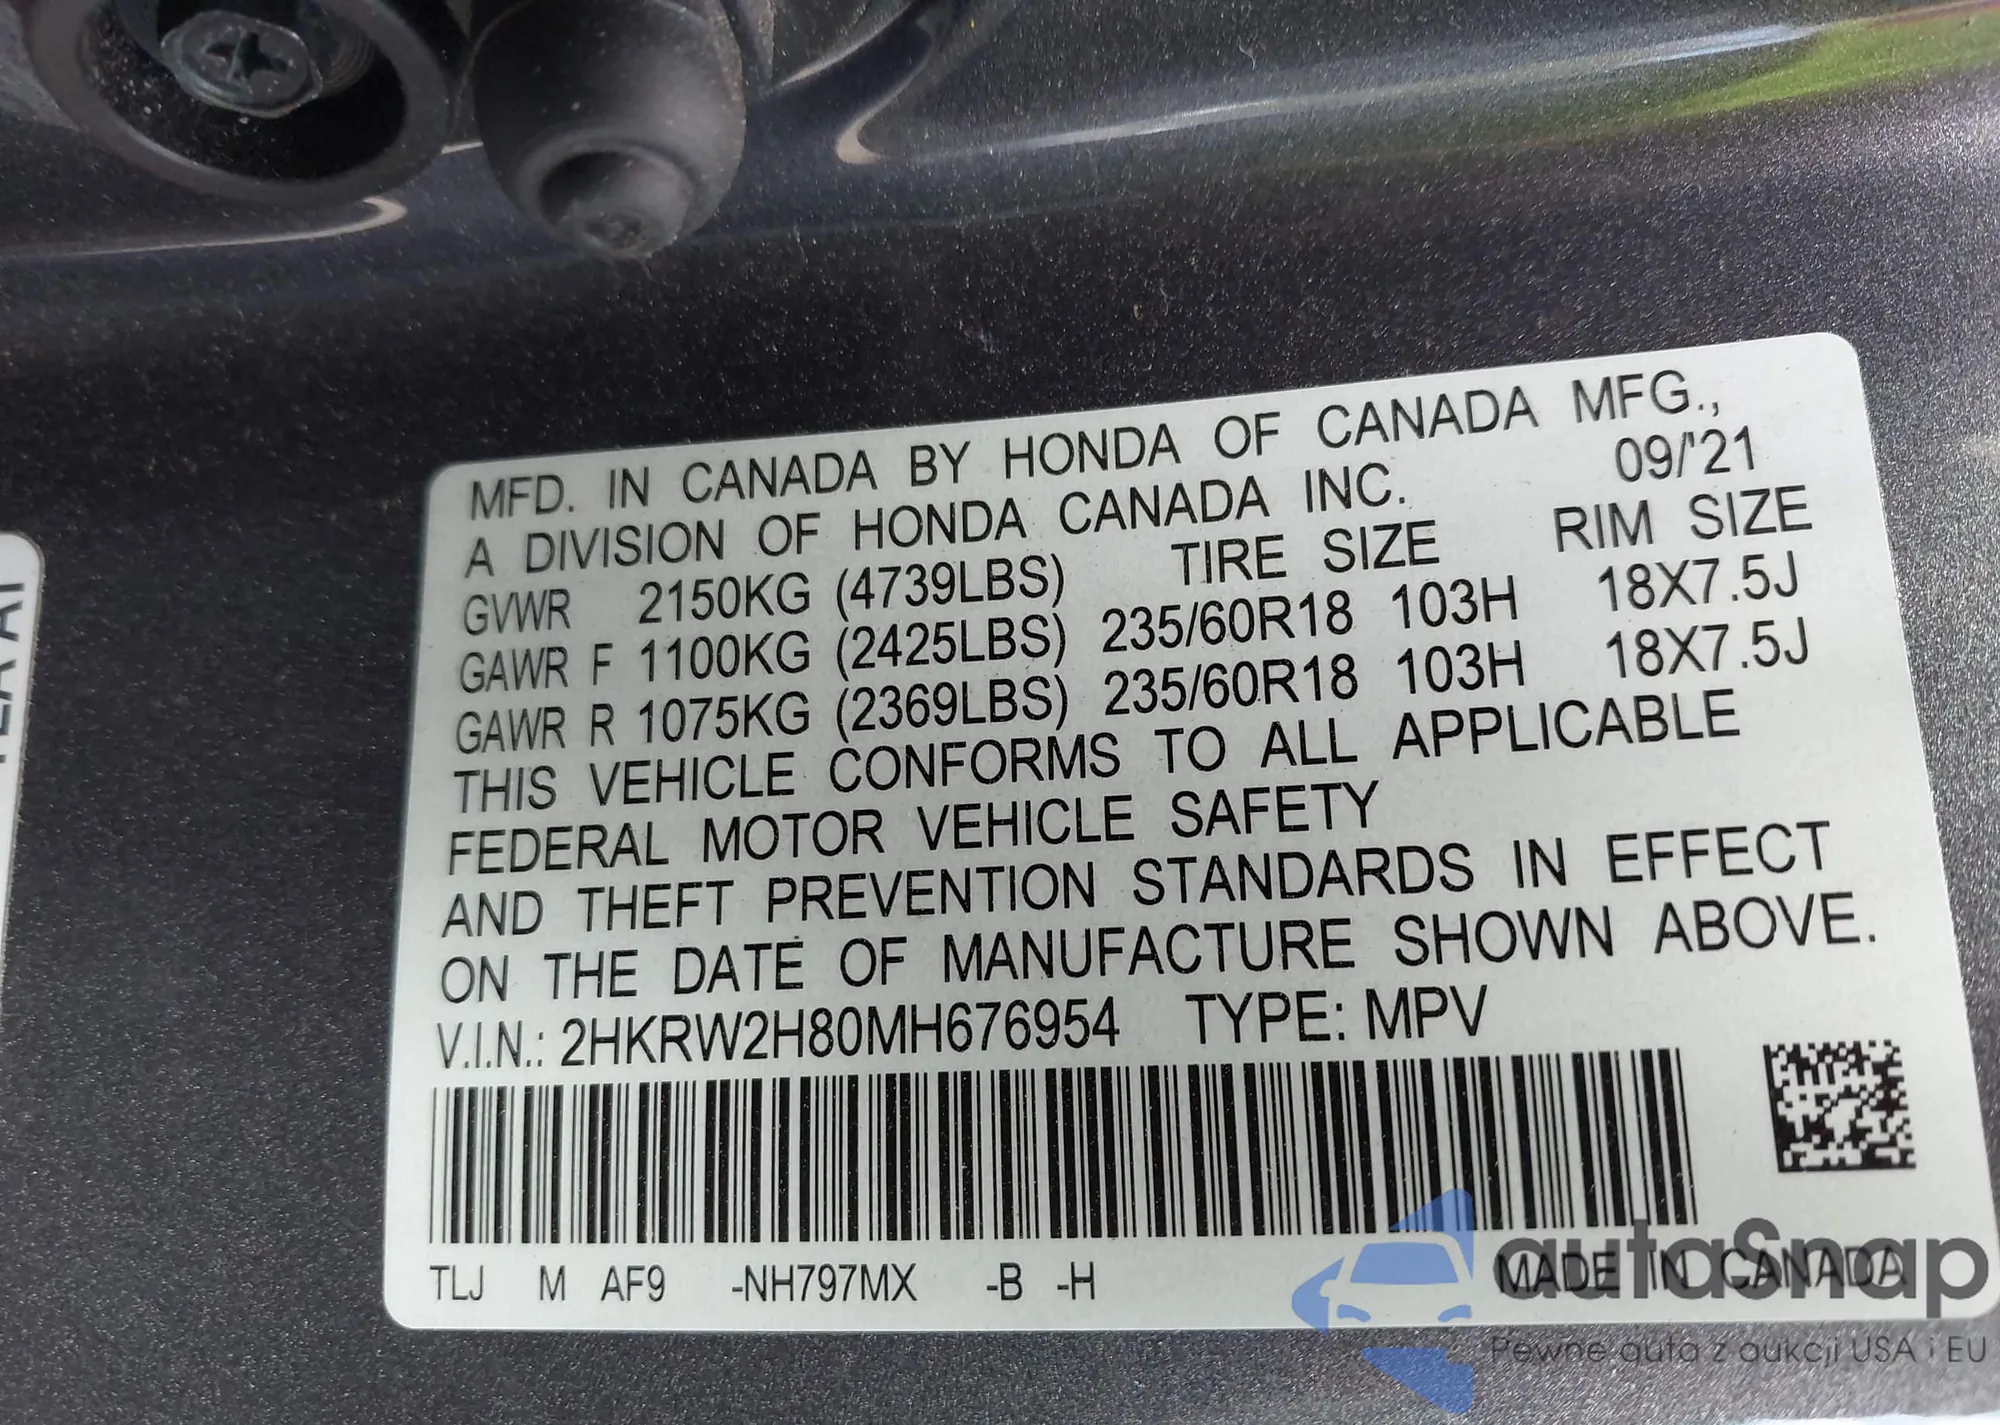 MFD. IN CANADA BY HONDA OF CANADA MFG.,
A DIVISION OF HONDA CANADA INC. 09/'21
GVWR 2150KG (4739LBS) TIRE SIZE RIM SIZE
GAWR F 1100KG (2425LBS) 235/60R18 103H 18X7.5J
GAWR R 1075KG (2369LBS) 235/60R18 103H 18X7.5J
THIS VEHICLE CONFORMS TO ALL APPLICABLE
FEDERAL MOTOR VEHICLE SAFETY
AND THEFT PREVENTION STANDARDS IN EFFECT
ON THE DATE OF MANUFACTURE SHOWN ABOVE.
V.I.N.: 2HKRW2H80MH676954 TYPE: MPV
TLJ M AF9 -NH797MX -B -H MADE IN CANADA
autaSnap
Pewne auta z aukcji USA i EU